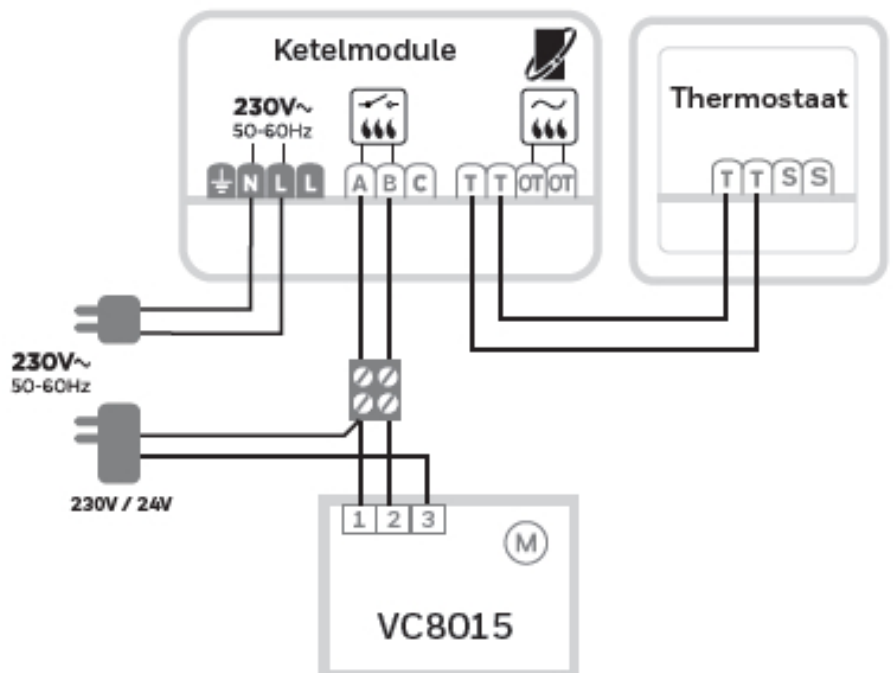 Ketelmodule
Thermostaat
230V~
50-60Hz
N L L A B C T T OT OT
T T S S
230V~
50-60Hz
230V / 24V
1 2 3
M
VC8015